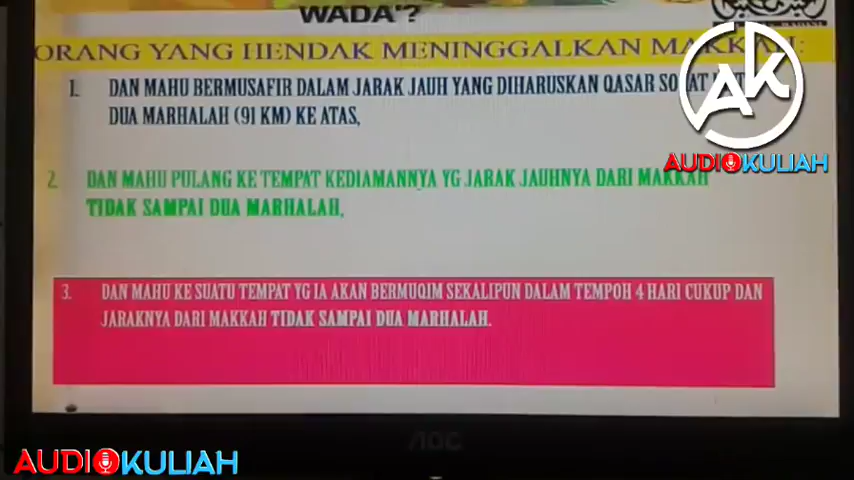 WADA'?
ORANG YANG HENDAK MENINGGALKAN MAKKAH:
1. DAN MAHU BERMUSAFIR DALAM JARAK JAUH YANG DIHARUSKAN QASAR
DUA MARHALAH (91 KM) KE ATAS,
2. DAN MAHU PULANG KE TEMPAT KEDIAMANNYA YG JARAK JAUHNYA DARI MAKKAH
TIDAK SAMPAI DUA MARHALAH,
3. DAN MAHU KE SUATU TEMPAT YG IA AKAN BERMUQIM SEKALIPUN DALAM TEMPOH 4 HARI CUKUP DAN
JARAKNYA DARI MAKKAH TIDAK SAMPAI DUA MARHALAH.
AK
AUDIOKULIAH
AOC
AUDIOKULIAH